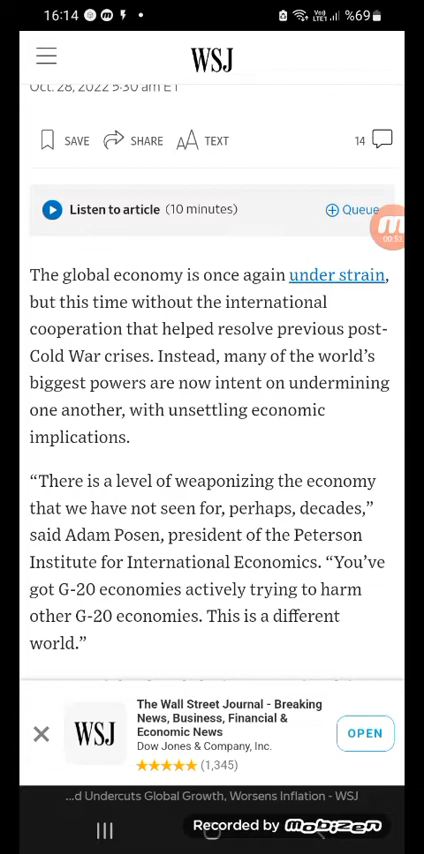 16:14
Vo)
LTE1
%69
WSJ
Oct. 28, 2022 5:30 am ET
SAVE SHARE AA TEXT 14
Listen to article (10 minutes) Queue
m
00:53
The global economy is once again under strain,
but this time without the international
cooperation that helped resolve previous post-
Cold War crises. Instead, many of the world’s
biggest powers are now intent on undermining
one another, with unsettling economic
implications.
“There is a level of weaponizing the economy
that we have not seen for, perhaps, decades,”
said Adam Posen, president of the Peterson
Institute for International Economics. “You’ve
got G-20 economies actively trying to harm
other G-20 economies. This is a different
world.”
The Wall Street Journal - Breaking
News, Business, Financial &
Economic News
WSJ
OPEN
Dow Jones & Company, Inc.
(1,345)
...d Undercuts Global Growth, Worsens Inflation - WSJ
Recorded by mobizen